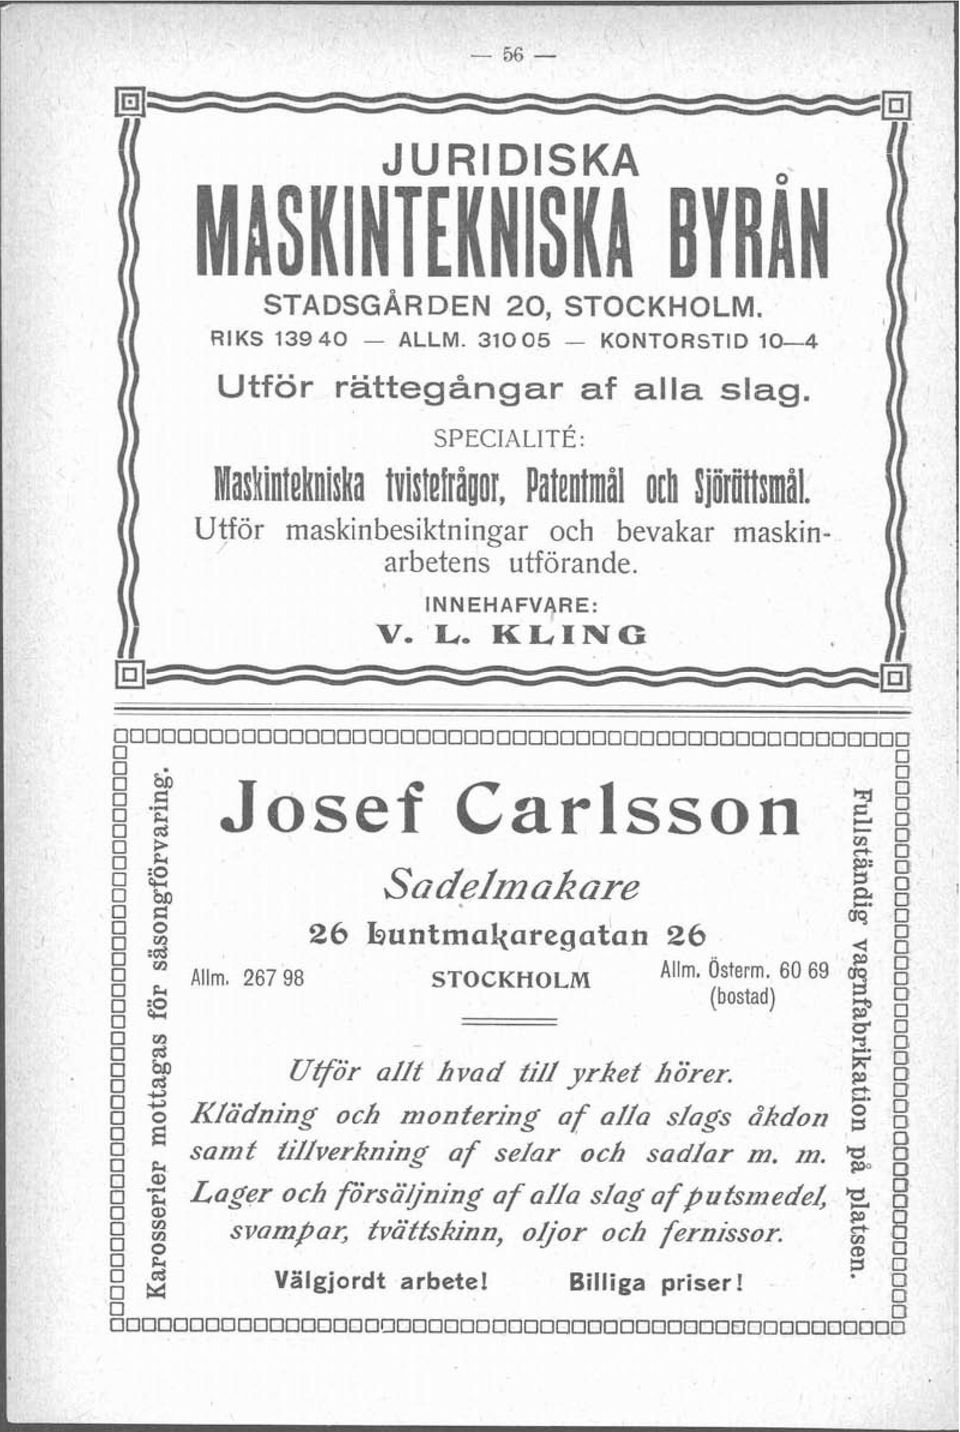 — 56 —
JURIDISKA
MASKINTEKNISKA BYRÅN
STADSGÅRDEN 20, STOCKHOLM.
RIKS 139 40 — ALLM. 310 05 — KONTORSTID 10—4
Utför rättegångar af alla slag.
SPECIALITÉ:
Maskintekniska tvistefrågor, Patentmål och Sjörättsmål.
Utför maskinbesiktningar och bevakar maskin-
arbetens utförande.
INNEHAFVARE:
V. L. KLING
Karosserier mottagas för säsongförvaring.
Josef Carlsson
Sadelmakare
26 Buntmakaregatan 26
Allm. 267 98 STOCKHOLM Allm. Österm. 60 69
(bostad)
Utför allt hvad till yrket hörer.
Klädning och montering af alla slags åkdon
samt tillverkning af selar och sadlar m. m.
Lager och försäljning af alla slag af putsmedel,
svampar, tvättskinn, oljor och fernissor.
Välgjordt arbete! Billiga priser!
Fullständig vagnfabrikation på platsen.